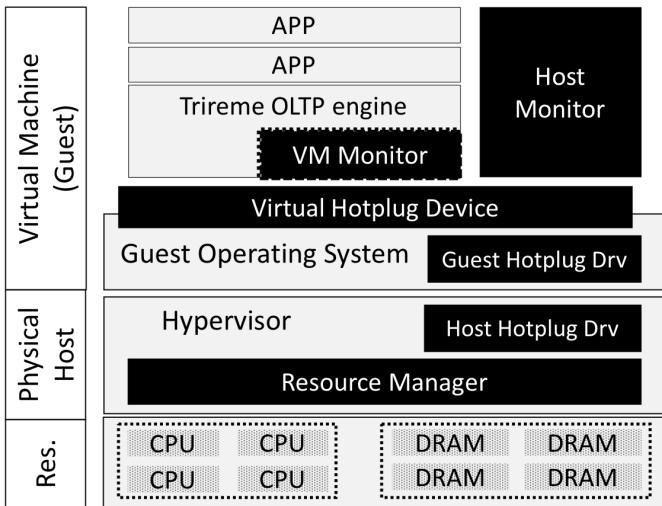 Virtual Machine
(Guest)
APP
APP
Trireme OLTP engine
VM Monitor
Host
Monitor
Virtual Hotplug Device
Guest Operating System
Guest Hotplug Drv
Physical
Host
Hypervisor
Host Hotplug Drv
Resource Manager
Res.
CPU CPU DRAM DRAM
CPU CPU DRAM DRAM